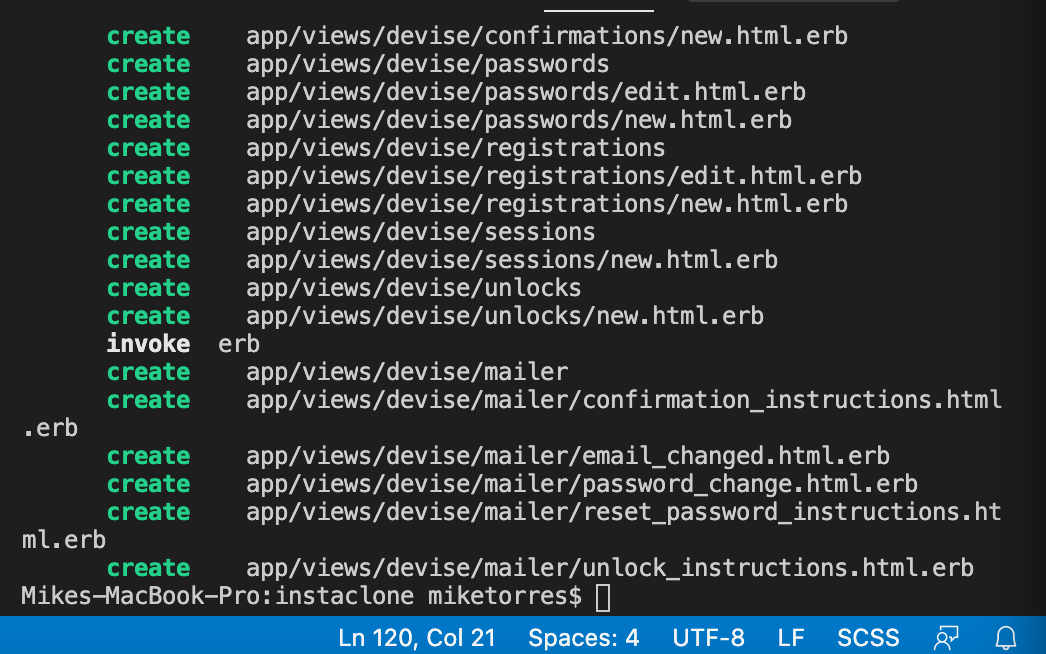 create    app/views/devise/confirmations/new.html.erb
create    app/views/devise/passwords
create    app/views/devise/passwords/edit.html.erb
create    app/views/devise/passwords/new.html.erb
create    app/views/devise/registrations
create    app/views/devise/registrations/edit.html.erb
create    app/views/devise/registrations/new.html.erb
create    app/views/devise/sessions
create    app/views/devise/sessions/new.html.erb
create    app/views/devise/unlocks
create    app/views/devise/unlocks/new.html.erb
invoke  erb
create    app/views/devise/mailer
create    app/views/devise/mailer/confirmation_instructions.html
.erb
create    app/views/devise/mailer/email_changed.html.erb
create    app/views/devise/mailer/password_change.html.erb
create    app/views/devise/mailer/reset_password_instructions.ht
ml.erb
create    app/views/devise/mailer/unlock_instructions.html.erb
Mikes-MacBook-Pro:instaclone miketorres$
Ln 120, Col 21 Spaces: 4 UTF-8 LF SCSS